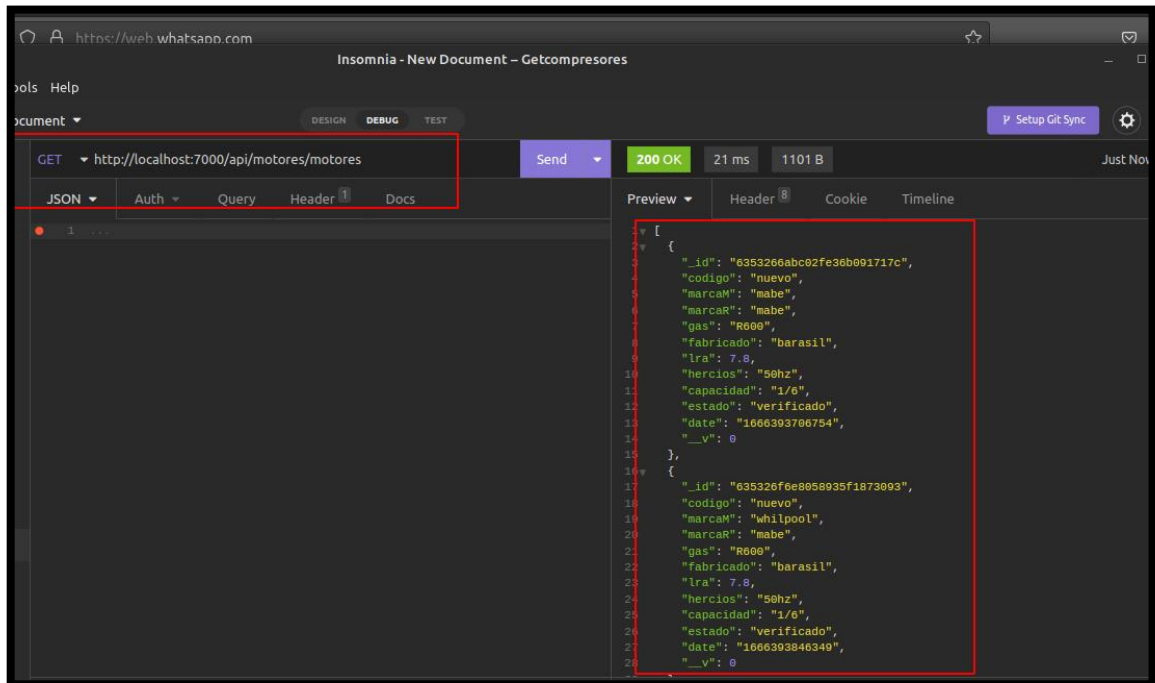 https://web.whatsapp.com
Insomnia - New Document – Getcompresores
ools Help
ocument
DESIGN DEBUG TEST
Setup Git Sync
GET http://localhost:7000/api/motores/motores Send
200 OK 21 ms 1101 B Just Now
JSON Auth Query Header 1 Docs
Preview Header 8 Cookie Timeline
1 ...
1 [
2 {
3 "_id": "6353266abc02fe36b091717c",
4 "codigo": "nuevo",
5 "marcaM": "mabe",
6 "marcaR": "mabe",
7 "gas": "R600",
8 "fabricado": "barasil",
9 "lra": 7.8,
10 "hercios": "50hz",
11 "capacidad": "1/6",
12 "estado": "verificado",
13 "date": "1666393706754",
14 "__v": 0
15 },
16 {
17 "_id": "635326f6e8058935f1873093",
18 "codigo": "nuevo",
19 "marcaM": "whilpool",
20 "marcaR": "mabe",
21 "gas": "R600",
22 "fabricado": "barasil",
23 "lra": 7.8,
24 "hercios": "50hz",
25 "capacidad": "1/6",
26 "estado": "verificado",
27 "date": "1666393846349",
28 "__v": 0